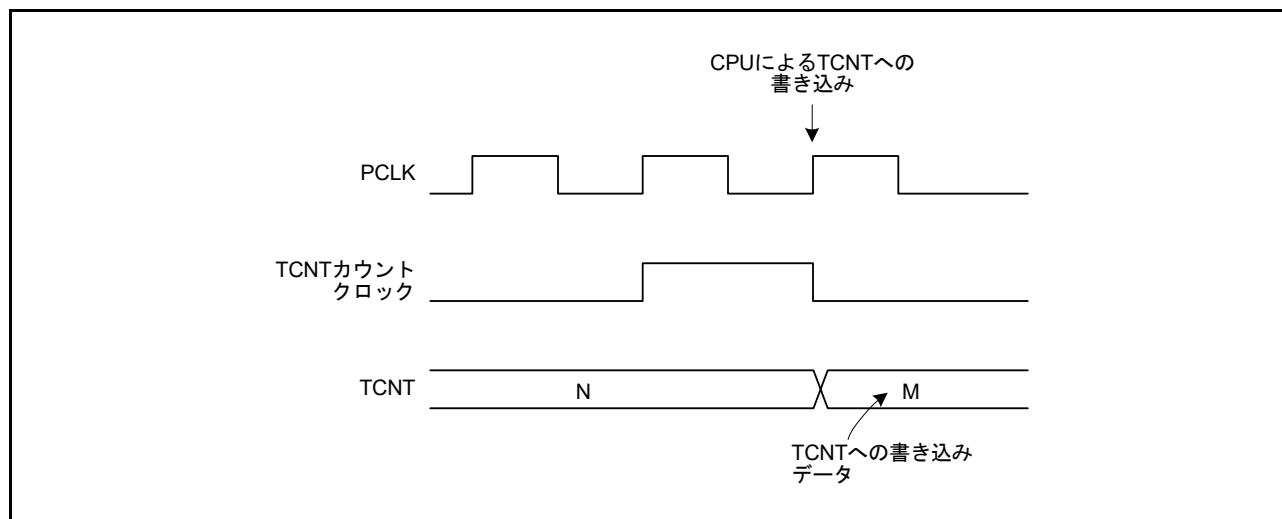 CPUによるTCNTへの
書き込み
PCLK
TCNTカウント
クロック
TCNT
N
M
TCNTへの書き込み
データ